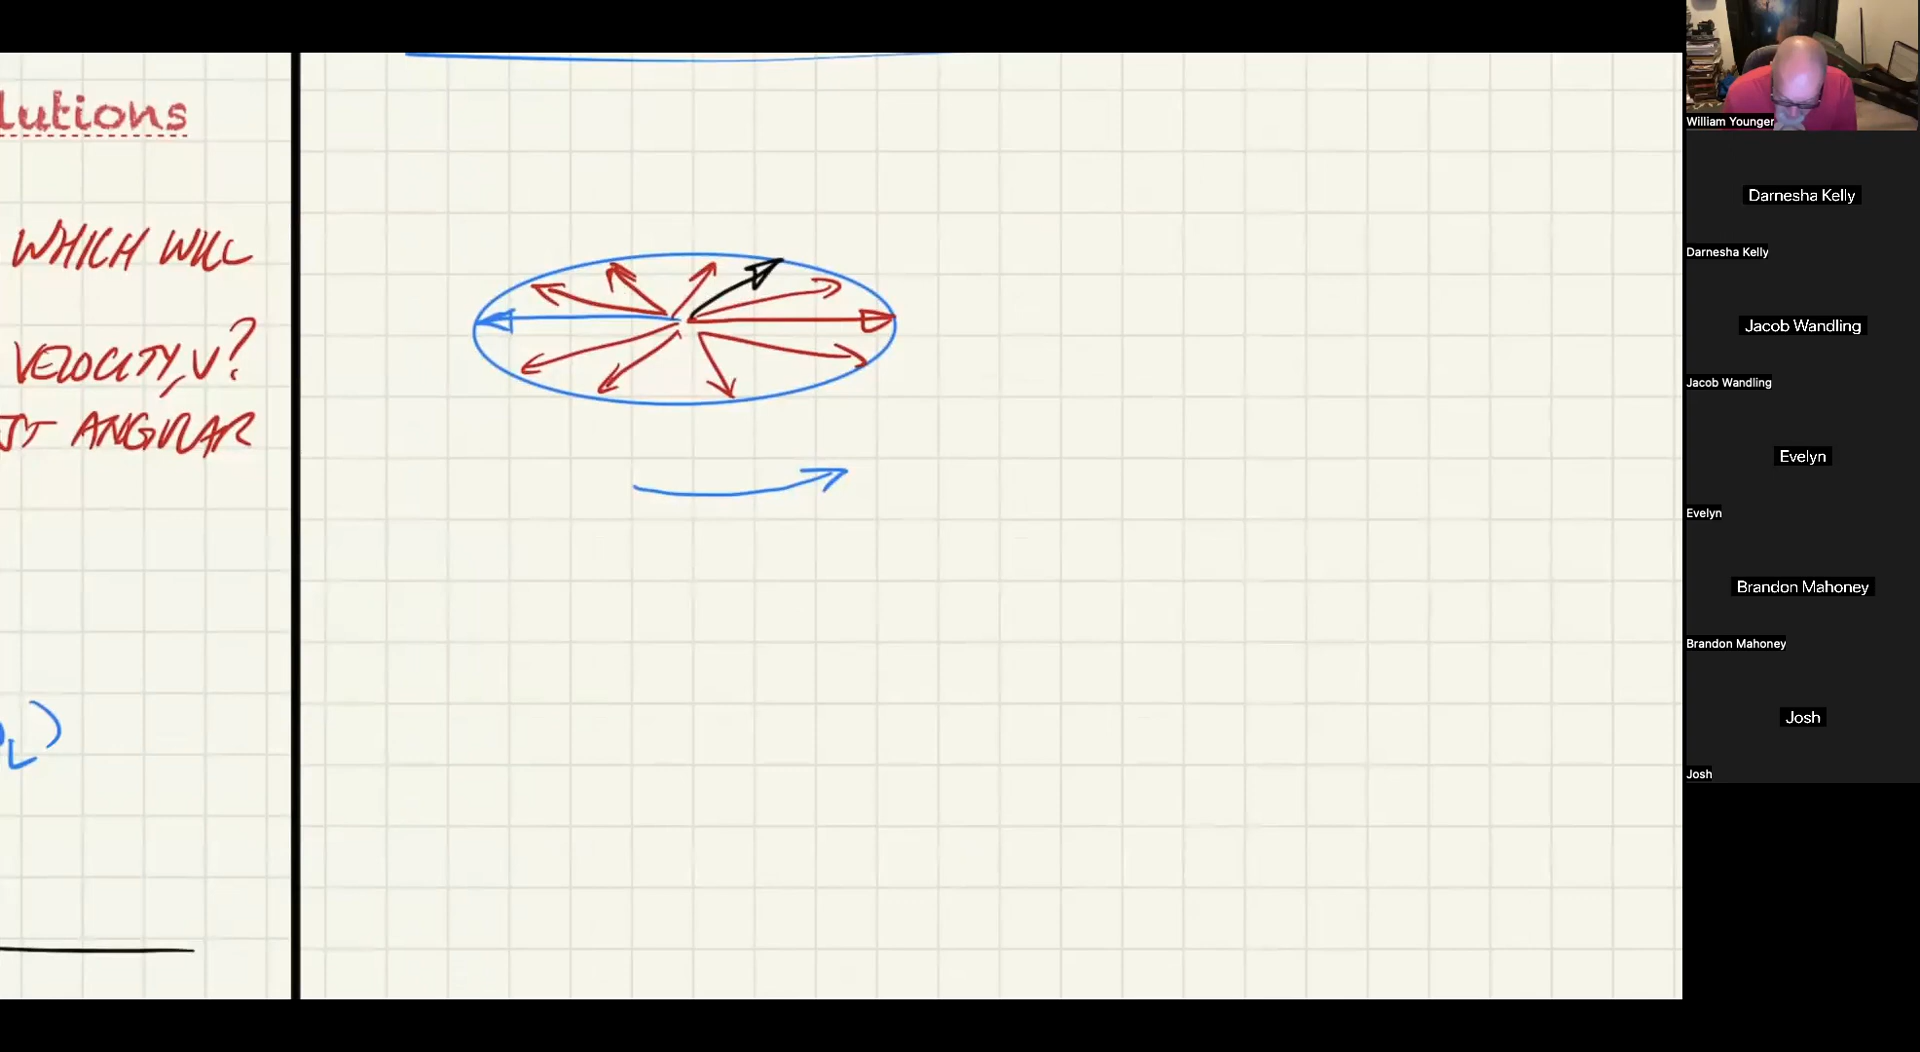 lutions
WHICH WILL
VELOCITY, V?
ANGULAR
L)
William Younger
Darnesha Kelly
Darnesha Kelly
Jacob Wandling
Jacob Wandling
Evelyn
Evelyn
Brandon Mahoney
Brandon Mahoney
Josh
Josh